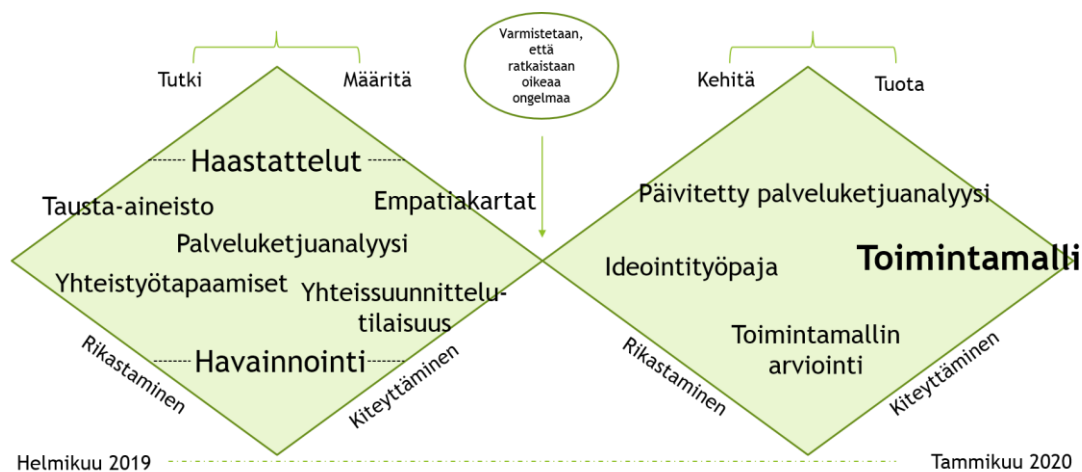 Varmistetaan,
että
ratkaistaan
oikeaa
ongelmaa
Tutki
Määritä
Kehitä
Tuota
Haastattelut
Tausta-aineisto
Empatiakartat
Palveluketjuanalyysi
Yhteistyötapaamiset
Yhteissuunnittelu-
tilaisuus
Havainnointi
Rikastaminen
Kiteyttäminen
Päivitetty palveluketjuanalyysi
Ideointityöpaja
Toimintamalli
Toimintamallin
arviointi
Rikastaminen
Kiteyttäminen
Helmikuu 2019
Tammikuu 2020